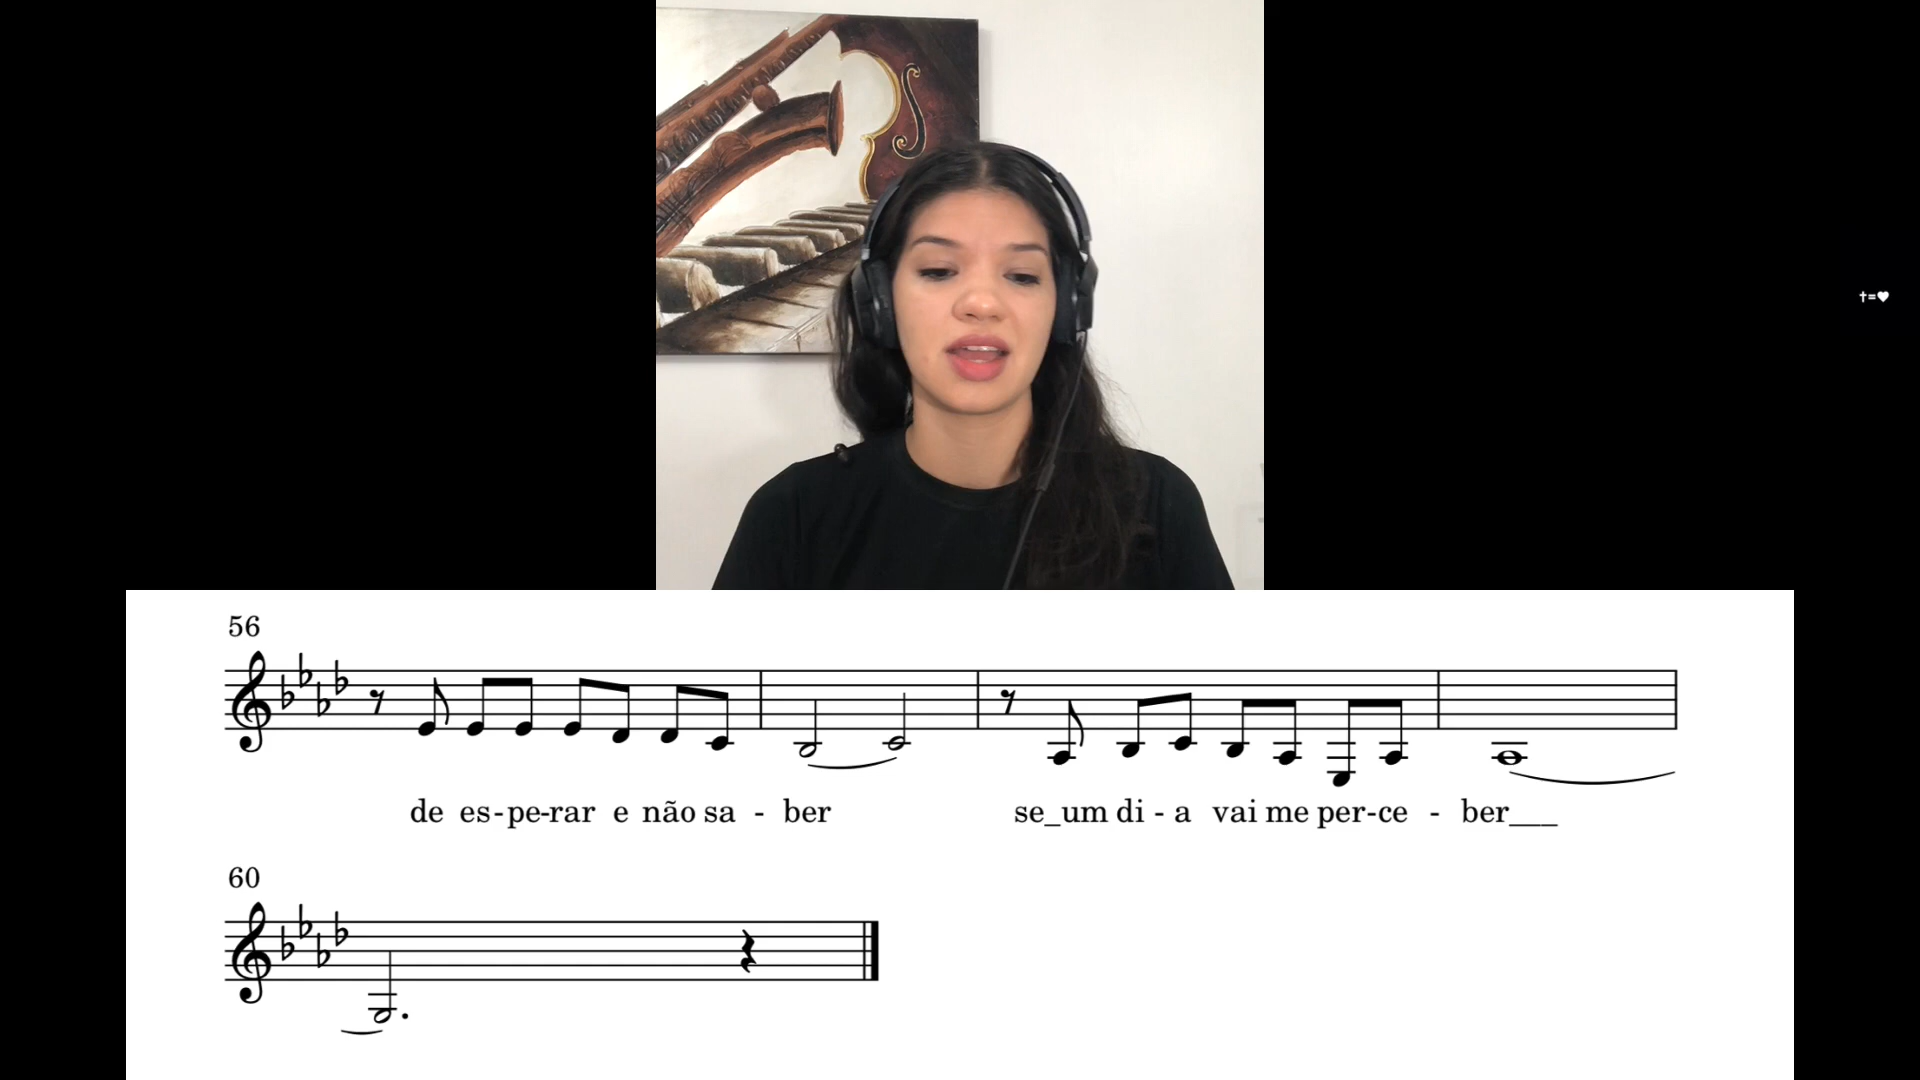 †=♥
56
de es-pe-rar e não sa - ber se_um di - a vai me per-ce - ber___
60